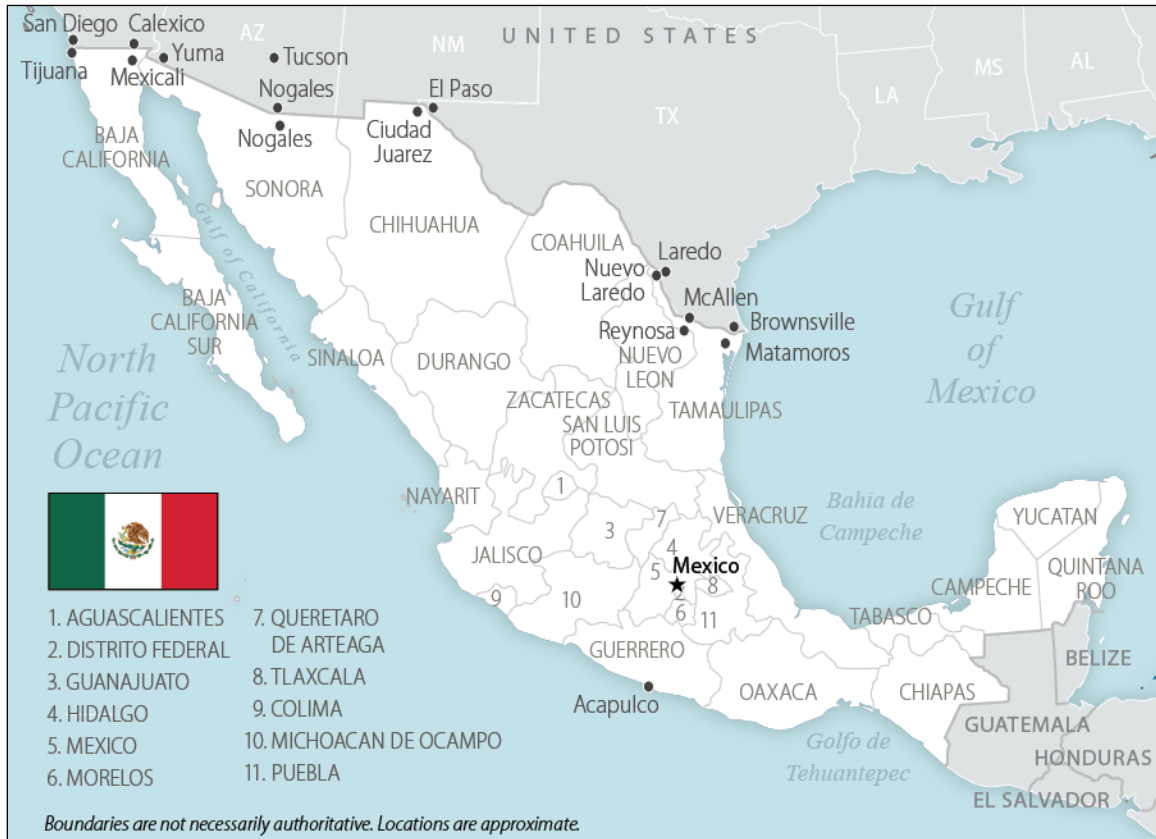 San Diego
Calexico
AZ
NM
UNITED STATES
MS
AL
Tijuana
Mexicali
Yuma
Tucson
LA
Nogales
El Paso
TX
Nogales
Ciudad
Juarez
BAJA
CALIFORNIA
SONORA
CHIHUAHUA
Gulf of California
COAHUILA
Laredo
Nuevo
Laredo
McAllen
Gulf
of
Mexico
BAJA
CALIFORNIA
SUR
Reynosa
Brownsville
Matamoros
North
Pacific
Ocean
SINALOA
DURANGO
NUEVO
LEON
ZACATECAS
TAMAULIPAS
SAN LUIS
POTOSI
NAYARIT
1
VERACRUZ
Bahia de
Campeche
YUCATAN
3
7
JALISCO
4
5
Mexico
8
2
CAMPECHE
QUINTANA
ROO
9
10
6
11
TABASCO
GUERRERO
BELIZE
Acapulco
OAXACA
CHIAPAS
GUATEMALA
Golfo de
Tehuantepec
HONDURAS
EL SALVADOR
1. AGUASCALIENTES
2. DISTRITO FEDERAL
3. GUANAJUATO
4. HIDALGO
5. MEXICO
6. MORELOS
7. QUERETARO
DE ARTEAGA
8. TLAXCALA
9. COLIMA
10. MICHOACAN DE OCAMPO
11. PUEBLA
Boundaries are not necessarily authoritative. Locations are approximate.